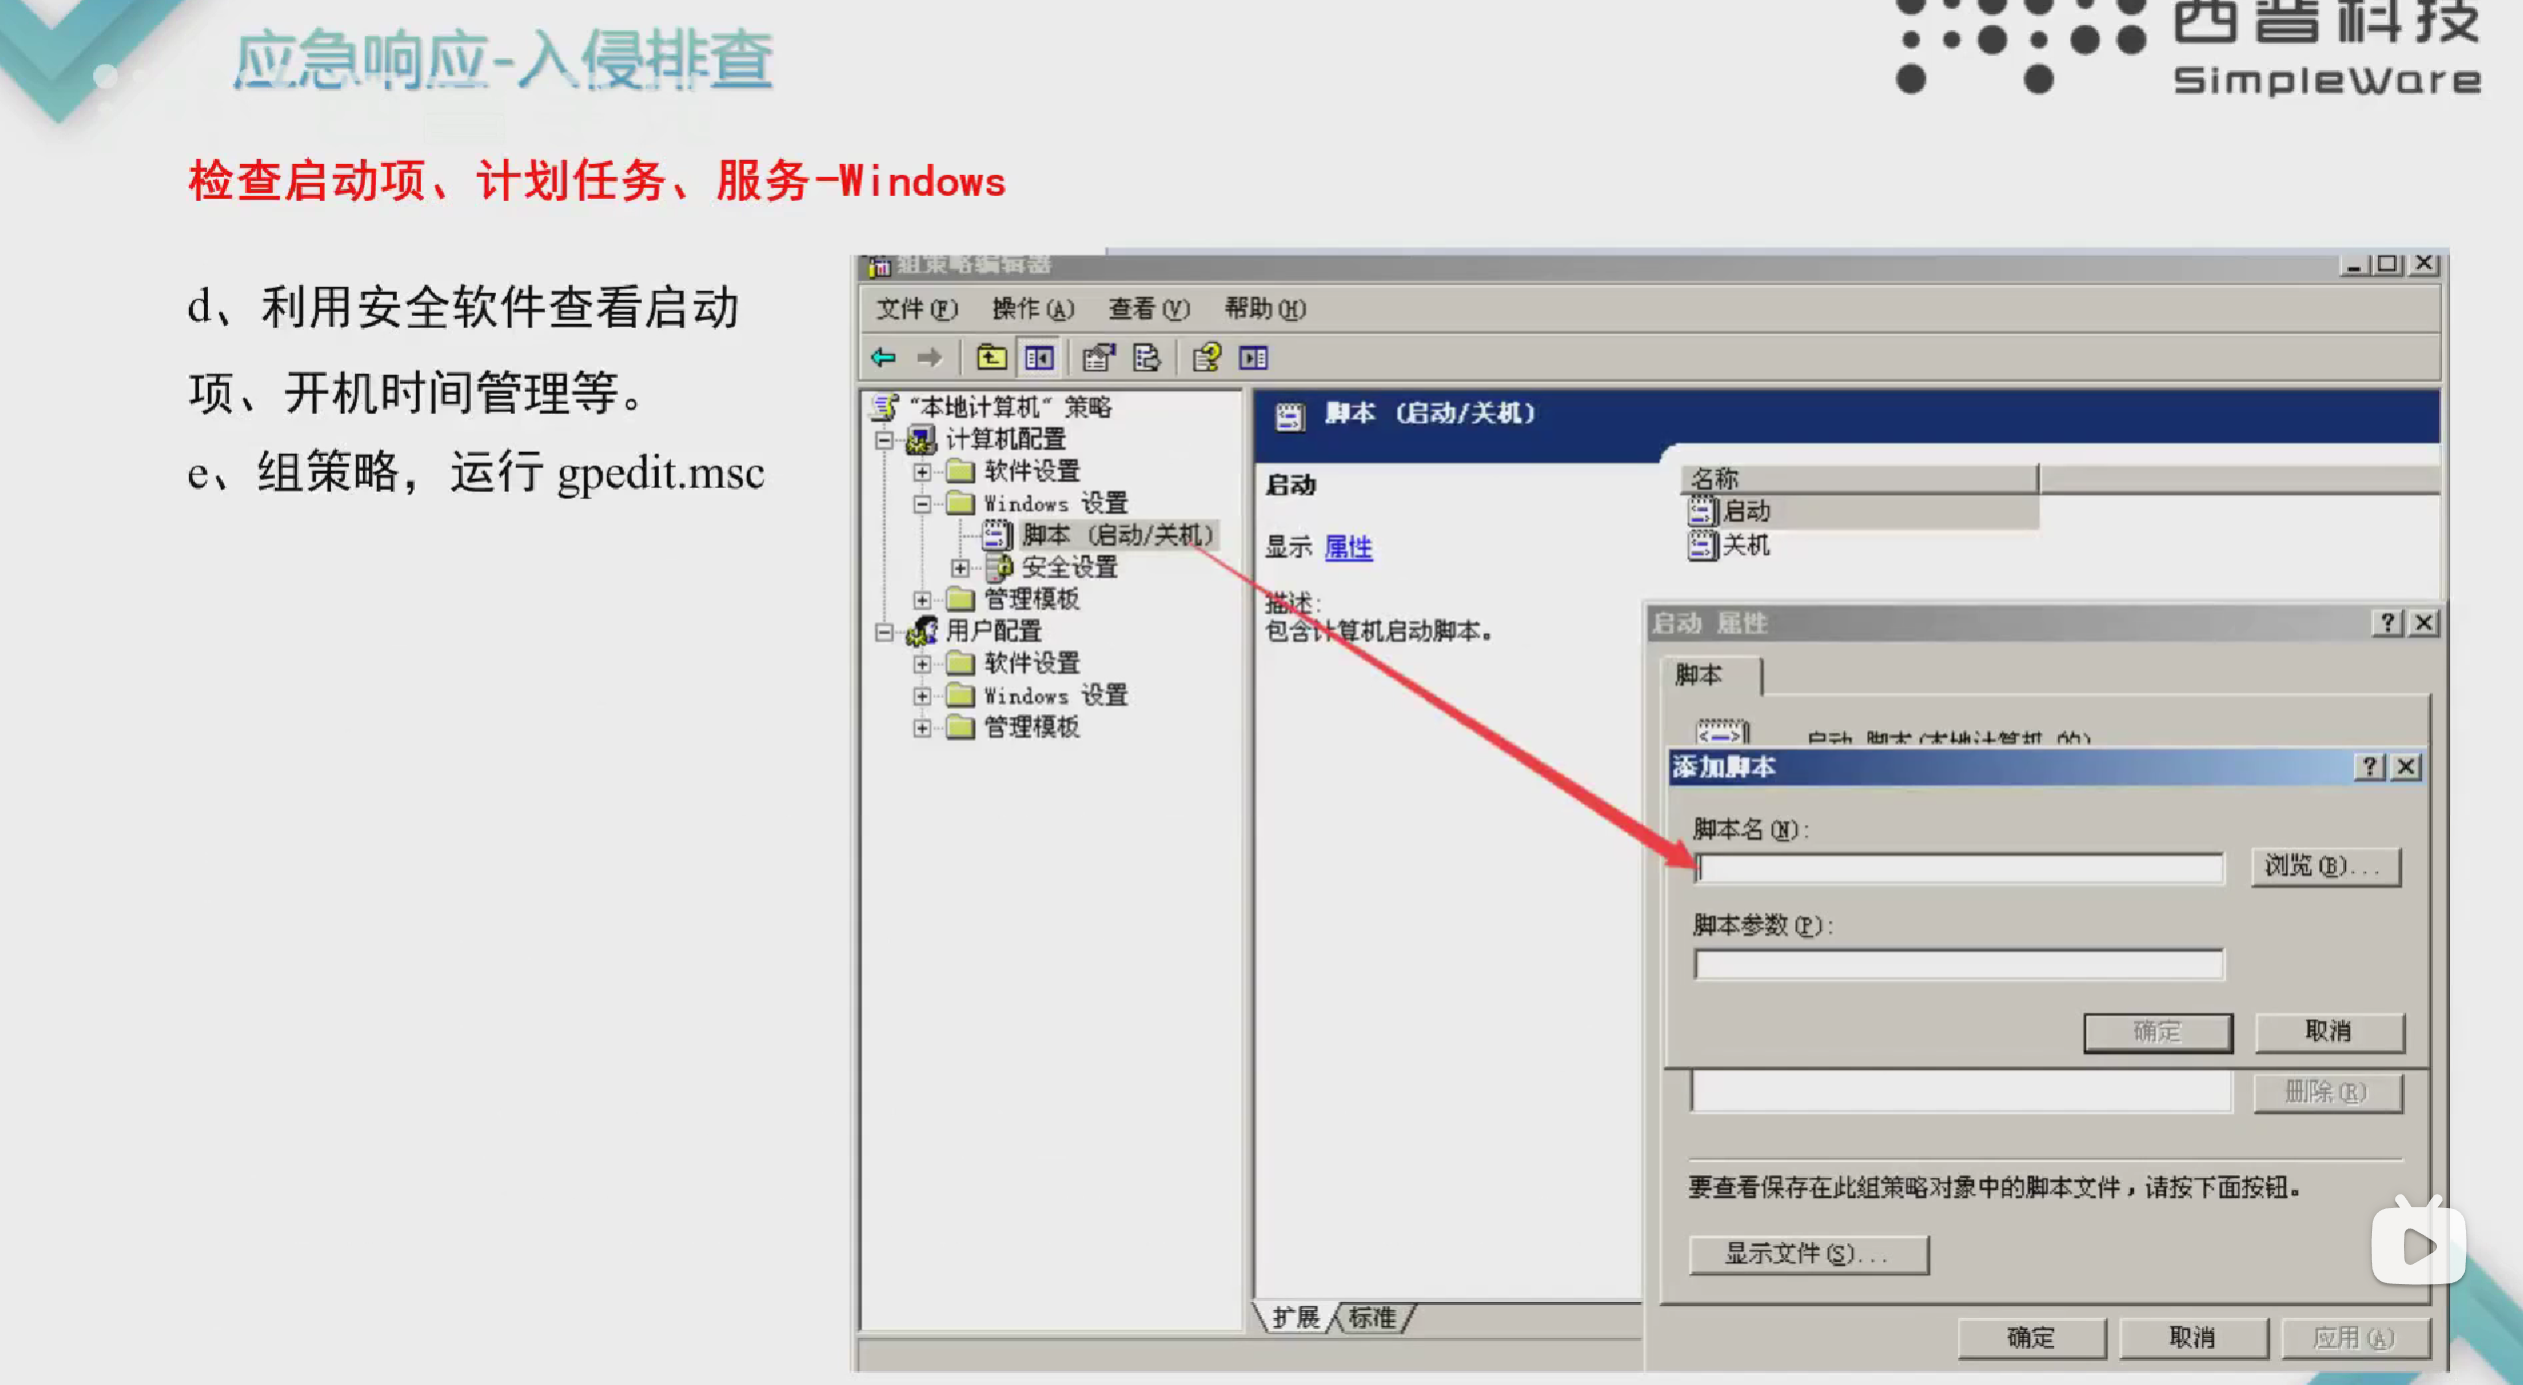 应急响应-入侵排查
西普科技
SimpleWare
检查启动项、计划任务、服务-Windows
d、利用安全软件查看启动
项、开机时间管理等。
e、组策略，运行 gpedit.msc
组策略编辑器
文件(F) 操作(A) 查看(V) 帮助(H)
“本地计算机“ 策略
计算机配置
软件设置
Windows 设置
脚本 (启动/关机)
安全设置
管理模板
用户配置
软件设置
Windows 设置
管理模板
脚本 (启动/关机)
启动
显示 属性
描述:
包含计算机启动脚本。
名称
启动
关机
扩展 标准
启动 属性
脚本
启动 脚本(本地计算机 的)
添加脚本
脚本名(N):
浏览(B)...
脚本参数(P):
确定 取消
删除(R)
要查看保存在此组策略对象中的脚本文件，请按下面按钮。
显示文件(S)...
确定 取消 应用(A)